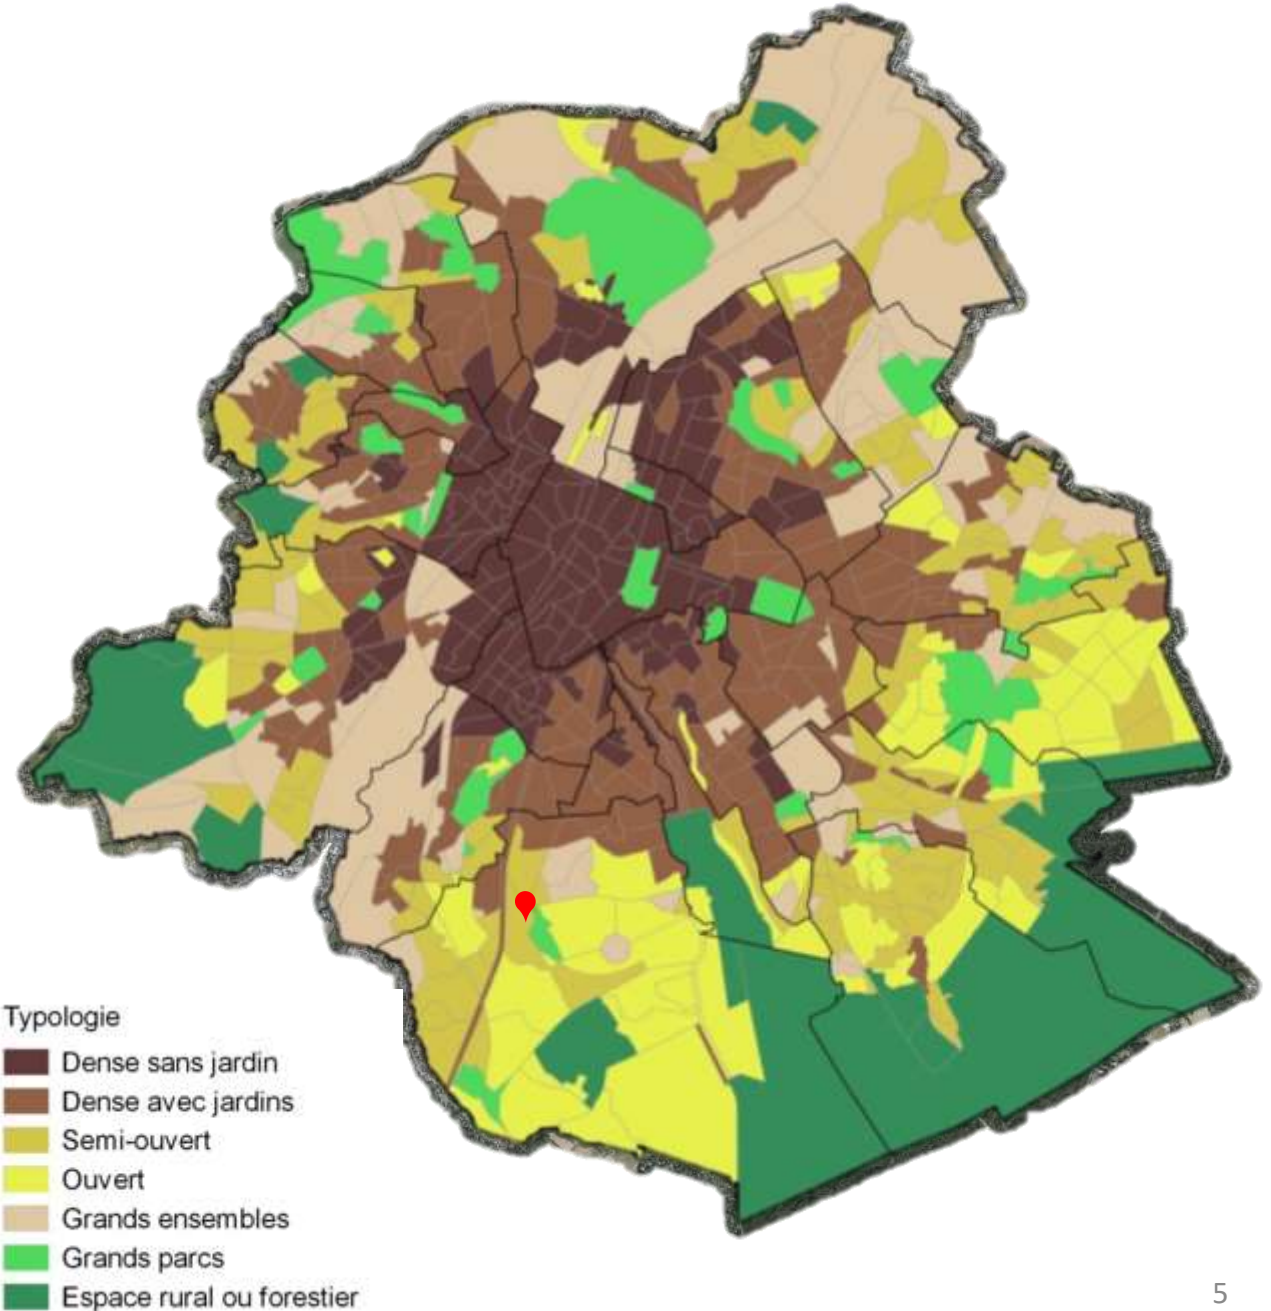 Typologie
Dense sans jardin
Dense avec jardins
Semi-ouvert
Ouvert
Grands ensembles
Grands parcs
Espace rural ou forestier
5